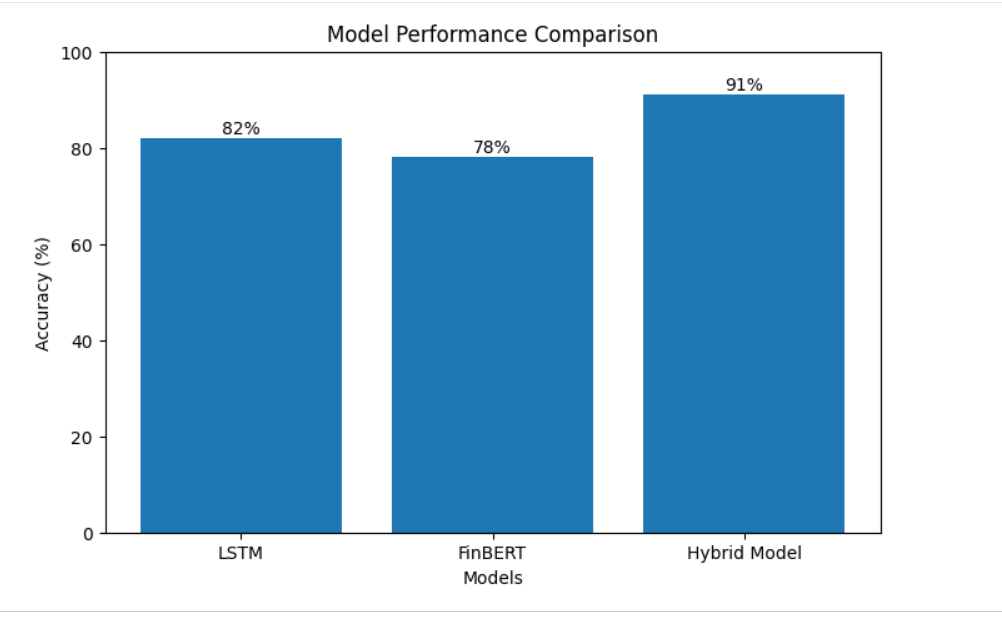 Model Performance Comparison
100
80
60
40
20
0
Accuracy (%)
82%
78%
91%
LSTM
FinBERT
Hybrid Model
Models